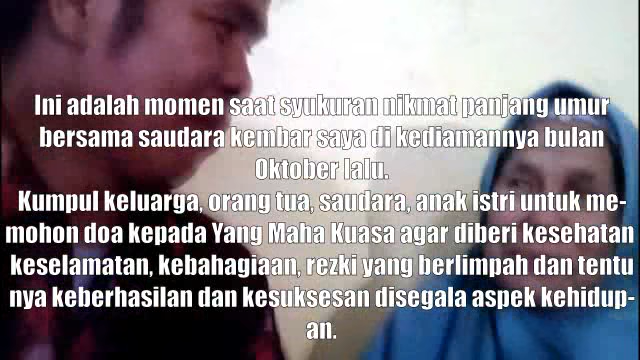 Ini adalah momen saat syukuran nikmat panjang umur
bersama saudara kembar saya di kediamannya bulan
Oktober lalu.
Kumpul keluarga, orang tua, saudara, anak istri untuk me-
mohon doa kepada Yang Maha Kuasa agar diberi kesehatan
keselamatan, kebahagiaan, rezki yang berlimpah dan tentu
nya keberhasilan dan kesuksesan disegala aspek kehidup-
an.